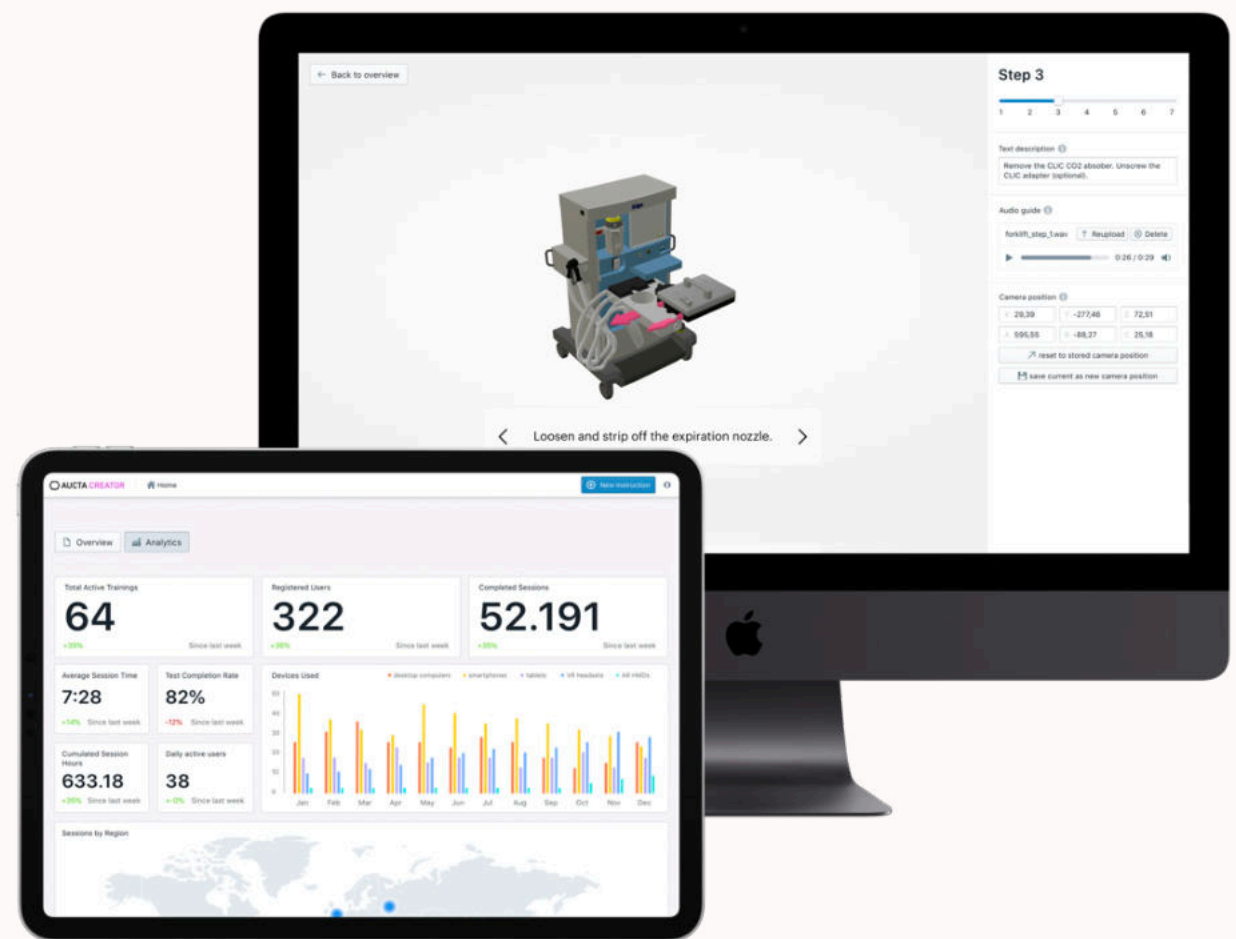 ← Back to overview
Step 3
1 2 3 4 5 6 7
Text description
Remove the CLIC CO2 absober. Unscrew the
CLIC adapter (optional).
Audio guide
forklift_step_1.wav Reupload Delete
0:26 / 0:29
Camera position
29,39 -277,46 72,51
595,55 -88,27 25,18
reset to stored camera position
save current as new camera position
Loosen and strip off the expiration nozzle.
AUCTA CREATOR Home New Instruction
Overview Analytics
Total Active Trainings
64
+35% Since last week
Registered Users
322
+35% Since last week
Completed Sessions
52.191
+35% Since last week
Average Session Time
7:28
+14% Since last week
Test Completion Rate
82%
-12% Since last week
Cumulated Session
Hours
633.18
+35% Since last week
Daily active users
38
+-0% Since last week
Devices Used
desktop computers smartphones tablets VR headsets AR HMDs
50
40
30
20
10
0
Jan Feb Mar Apr May Jun Jul Aug Sep Oct Nov Dec
Sessions by Region